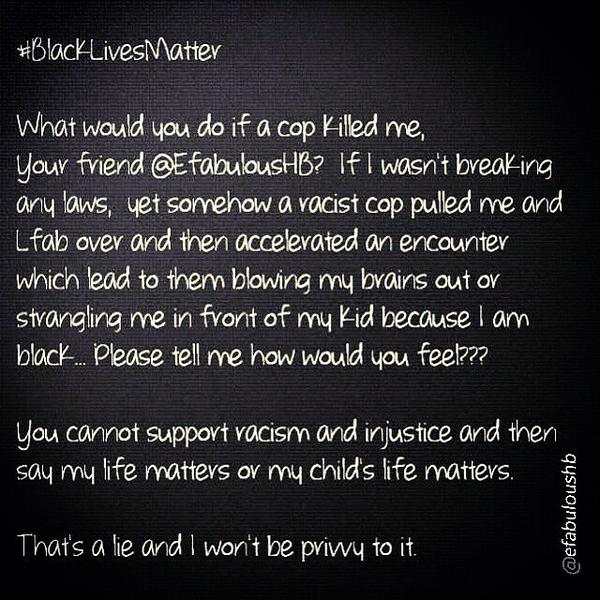 #BlackLivesMatter
What would you do if a cop killed me,
Your friend @EfabulousHB? If I wasn't breaking
any laws, yet somehow a racist cop pulled me and
Lfab over and then accelerated an encounter
which lead to them blowing my brains out or
strangling me in front of my kid because I am
black... Please tell me how would you feel???
You cannot support racism and injustice and then
say my life matters or my child's life matters.
That's a lie and I won't be privvy to it.
@efabuloushb